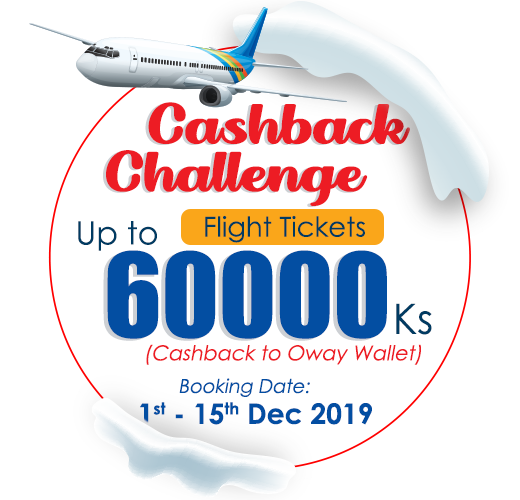 Cashback
Challenge
Up to Flight Tickets
60000 Ks
(Cashback to Oway Wallet)
Booking Date:
1st - 15th Dec 2019